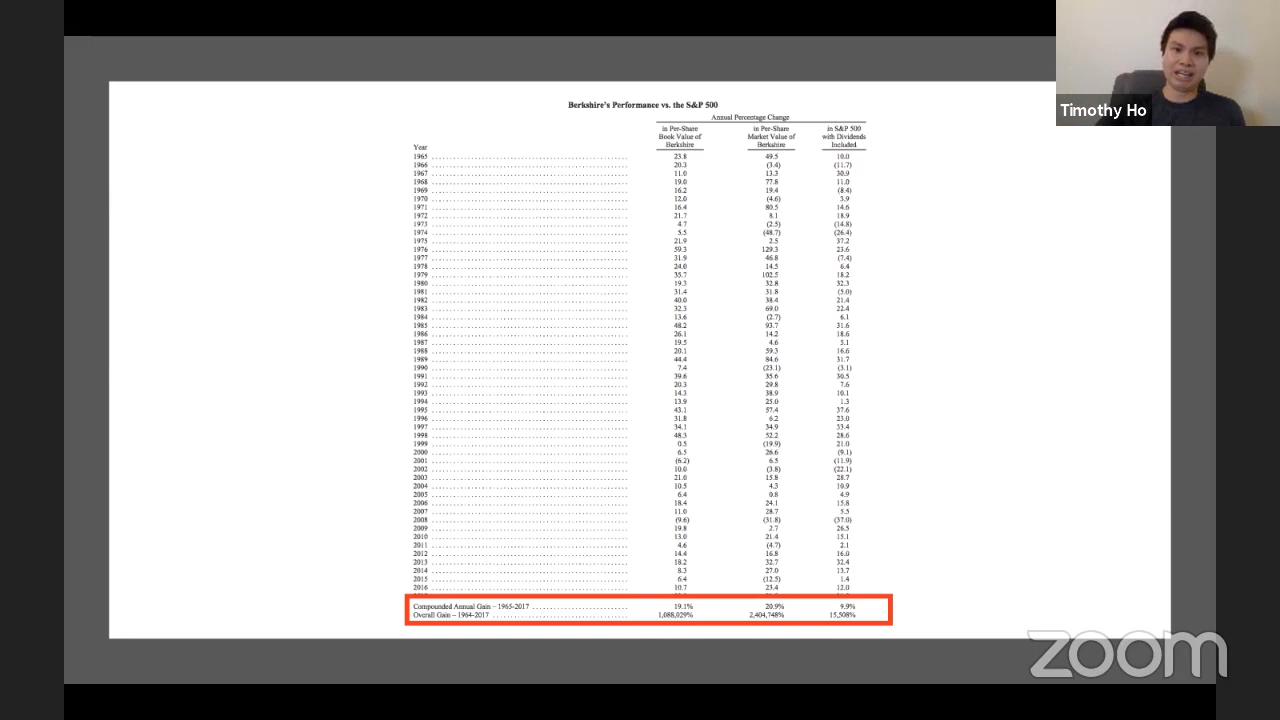 Timothy Ho
Berkshire's Performance vs. the S&P 500
Annual Percentage Change
in Per-Share in Per-Share in S&P 500
Book Value of Market Value of with Dividends
Berkshire Berkshire Included
Year
1965 23.8 49.5 10.0
1966 20.3 (3.4) (11.7)
1967 11.0 13.3 30.9
1968 19.0 77.8 11.0
1969 16.2 19.4 (8.4)
1970 12.0 (4.6) 3.9
1971 16.4 80.5 14.6
1972 21.7 8.1 18.9
1973 4.7 (2.5) (14.8)
1974 5.5 (48.7) (26.4)
1975 21.9 2.5 37.2
1976 59.3 129.3 23.6
1977 31.9 46.8 (7.4)
1978 24.0 14.5 6.4
1979 35.7 102.5 18.2
1980 19.3 32.8 32.3
1981 31.4 31.8 (5.0)
1982 40.0 38.4 21.4
1983 32.3 69.0 22.4
1984 13.6 (2.7) 6.1
1985 48.2 93.7 31.6
1986 26.1 14.2 18.6
1987 19.5 4.6 5.1
1988 20.1 59.3 16.6
1989 44.4 84.6 31.7
1990 7.4 (23.1) (3.1)
1991 39.6 35.6 30.5
1992 20.3 29.8 7.6
1993 14.3 38.9 10.1
1994 13.9 25.0 1.3
1995 43.1 57.4 37.6
1996 31.8 6.2 23.0
1997 34.1 34.9 33.4
1998 48.3 52.2 28.6
1999 0.5 (19.9) 21.0
2000 6.5 26.6 (9.1)
2001 (6.2) 6.5 (11.9)
2002 10.0 (3.8) (22.1)
2003 21.0 15.8 28.7
2004 10.5 4.3 10.9
2005 6.4 0.8 4.9
2006 18.4 24.1 15.8
2007 11.0 28.7 5.5
2008 (9.6) (31.8) (37.0)
2009 19.8 2.7 26.5
2010 13.0 21.4 15.1
2011 4.6 (4.7) 2.1
2012 14.4 16.8 16.0
2013 18.2 32.7 32.4
2014 8.3 27.0 13.7
2015 6.4 (12.5) 1.4
2016 10.7 23.4 12.0
Compounded Annual Gain – 1965-2017 19.1% 20.9% 9.9%
Overall Gain – 1964-2017 1,088,029% 2,404,748% 15,508%
zoom